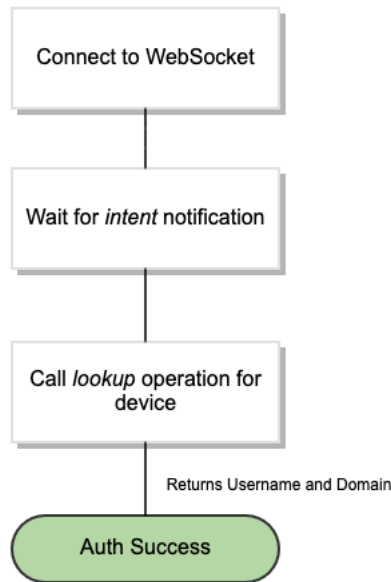 Connect to WebSocket
Wait for intent notification
Call lookup operation for
device
Returns Username and Domain
Auth Success